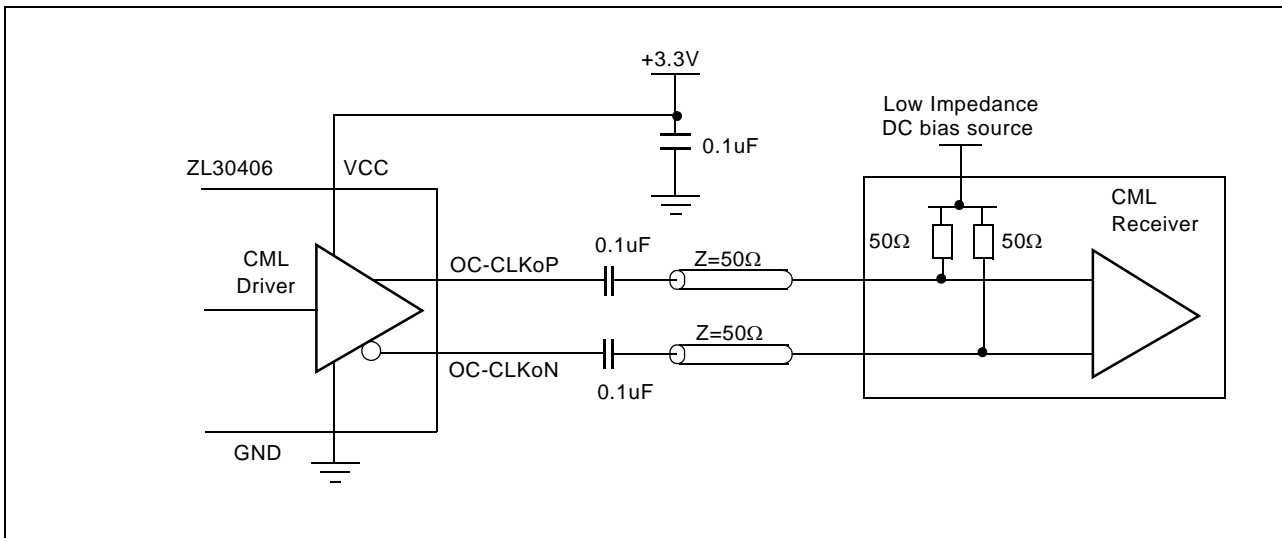 +3.3V
Low Impedance
DC bias source
0.1uF
ZL30406
VCC
CML
Receiver
0.1uF
Z=50Ω
50Ω
50Ω
CML
Driver
OC-CLKoP
Z=50Ω
OC-CLKoN
0.1uF
GND